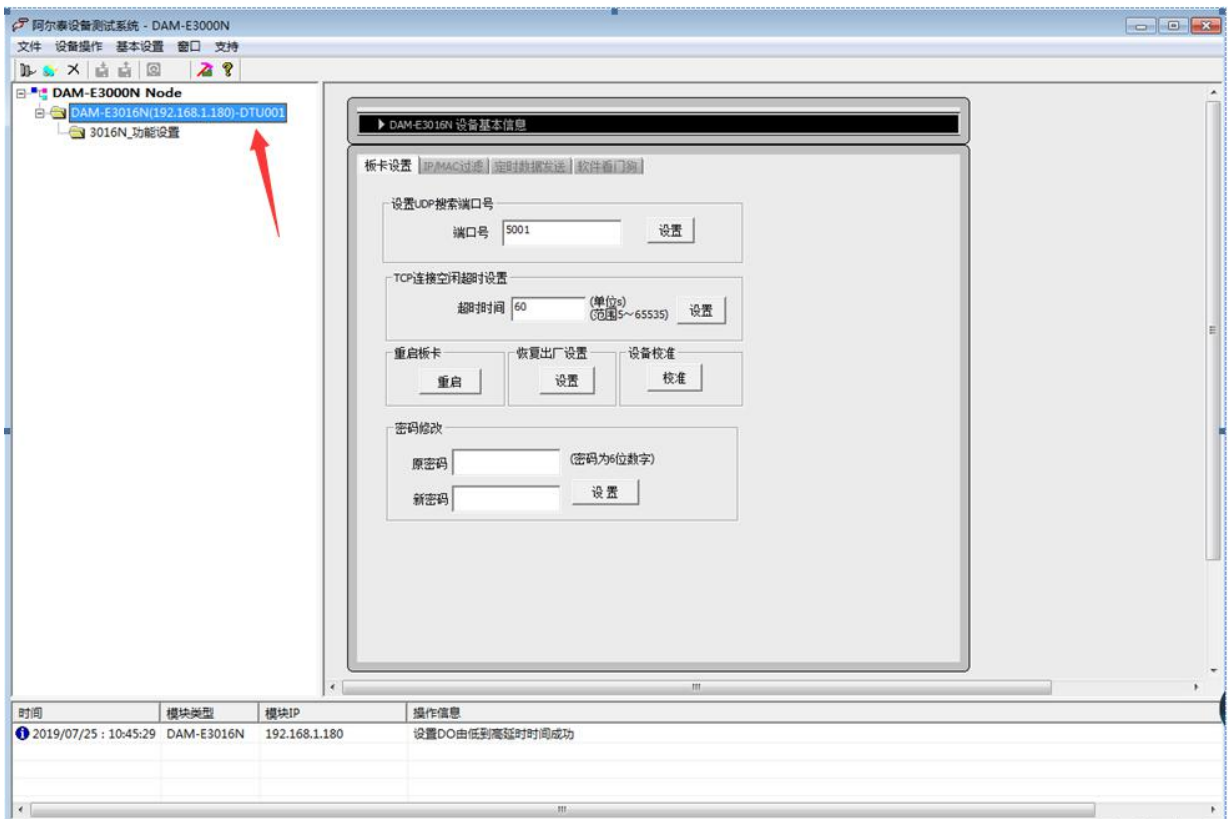 阿尔泰设备测试系统 - DAM-E3000N
文件 设备操作 基本设置 窗口 支持
DAM-E3000N Node
DAM-E3016N(192.168.1.180)-DTU001
3016N_功能设置
DAM-E3016N 设备基本信息
板卡设置 IP/MAC过滤 定时数据发送 软件看门狗
设置UDP搜索端口号
端口号 5001 设置
TCP连接空闲超时设置
超时时间 60 (单位s) 设置
(范围5～65535)
重启板卡 恢复出厂设置 设备校准
重启 设置 校准
密码修改
原密码 (密码为6位数字)
新密码 设置
时间 模块类型 模块IP 操作信息
2019/07/25 : 10:45:29 DAM-E3016N 192.168.1.180 设置DO由低到高延时时间成功